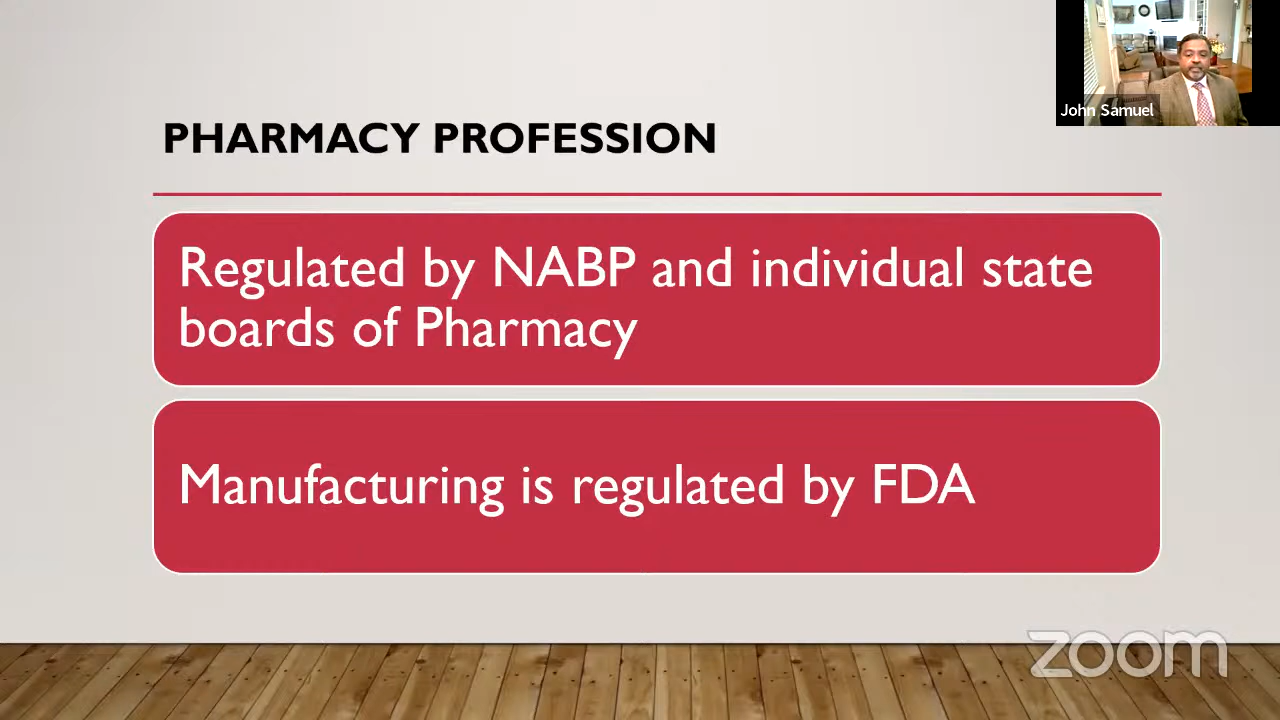 John Samuel
PHARMACY PROFESSION
Regulated by NABP and individual state
boards of Pharmacy
Manufacturing is regulated by FDA
zoom